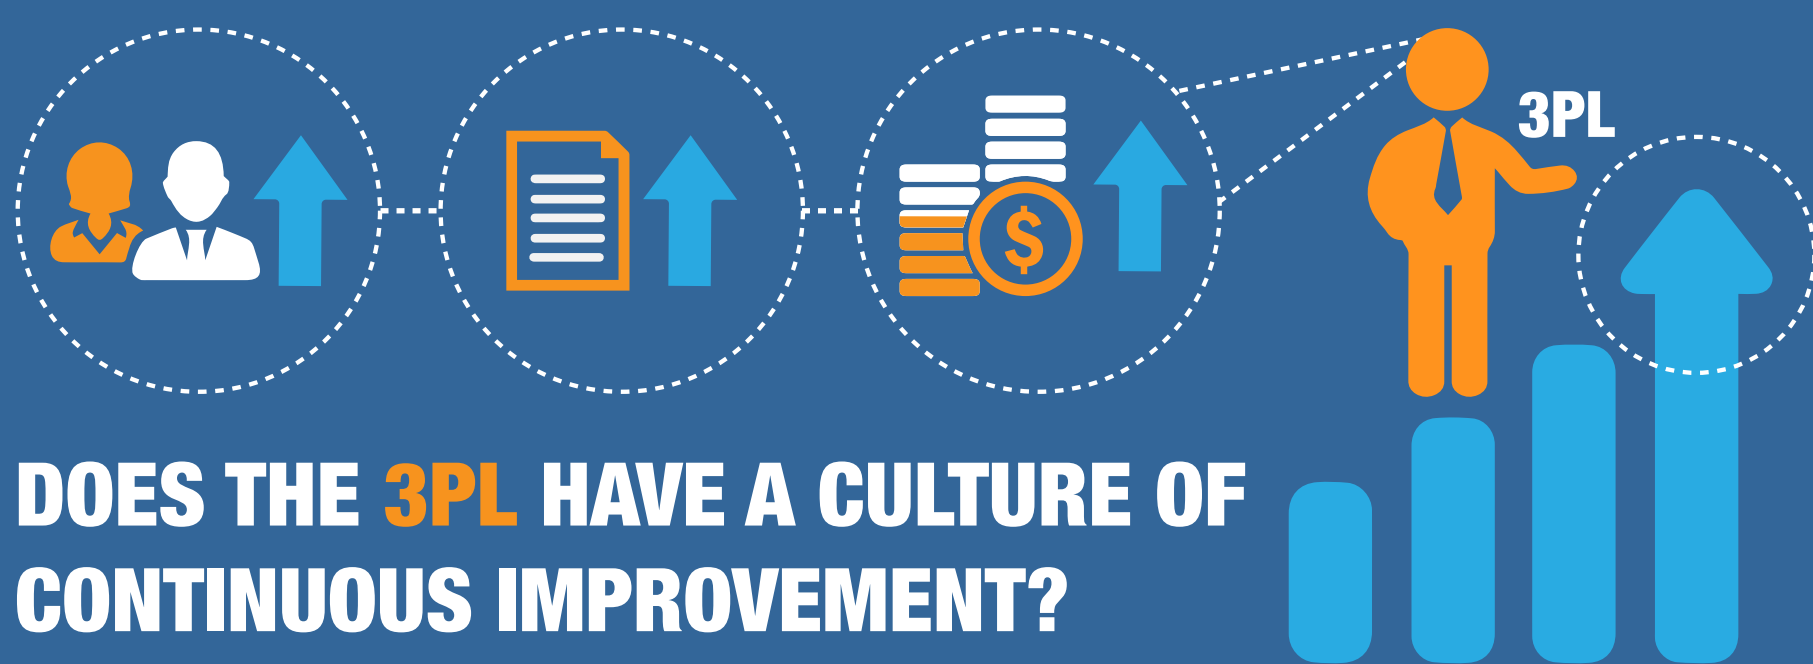 $
3PL
DOES THE 3PL HAVE A CULTURE OF
CONTINUOUS IMPROVEMENT?